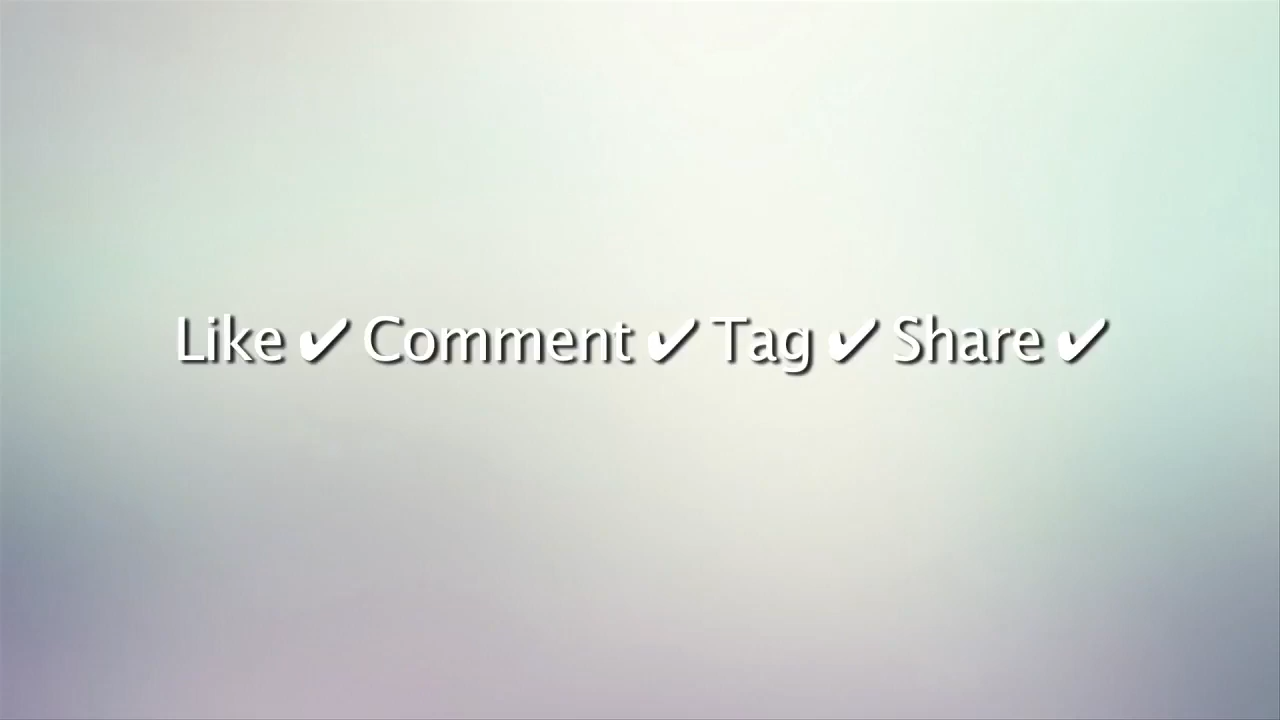 Like ✔ Comment ✔ Tag ✔ Share ✔